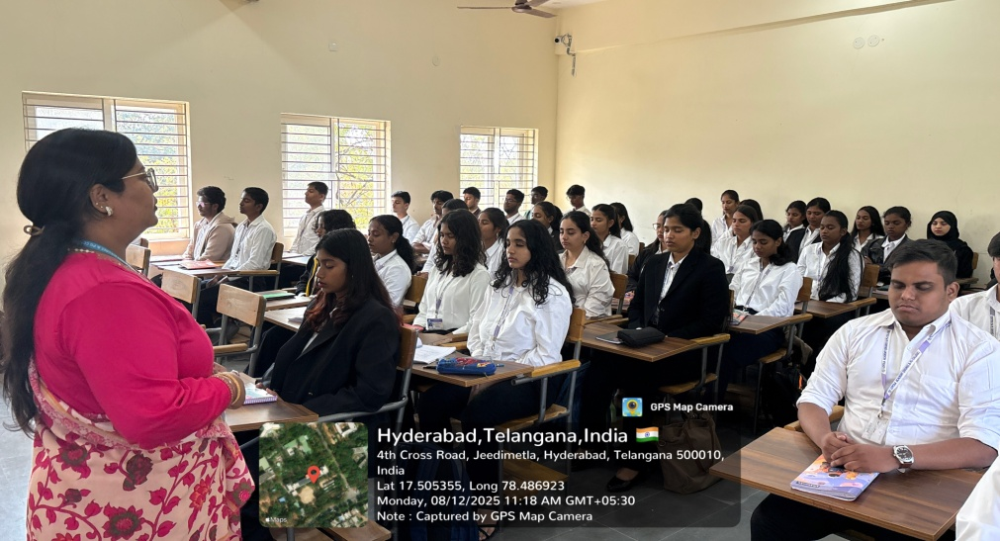 GPS Map Camera
Hyderabad,Telangana,India 🇮🇳
4th Cross Road, Jeedimetla, Hyderabad, Telangana 500010,
India
Lat 17.505355, Long 78.486923
Monday, 08/12/2025 11:18 AM GMT+05:30
Note : Captured by GPS Map Camera
Maps